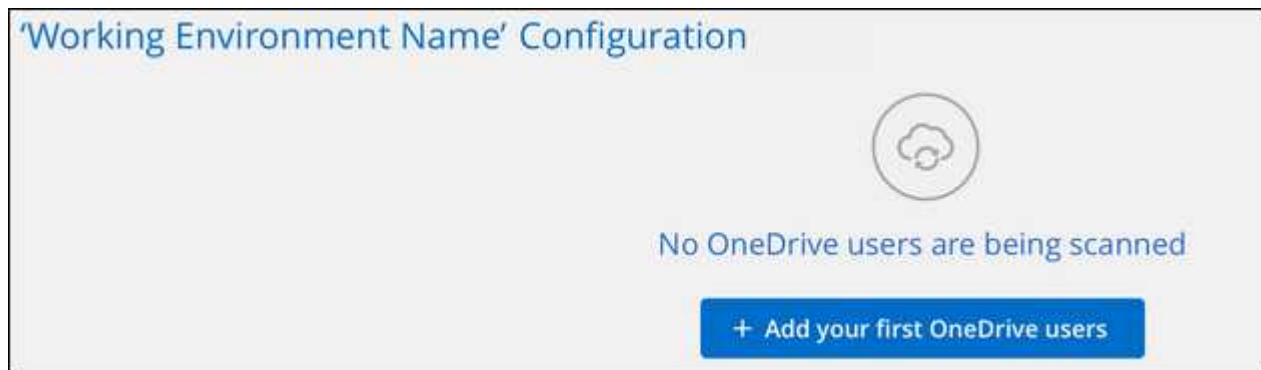 ‘Working Environment Name’ Configuration
No OneDrive users are being scanned
+ Add your first OneDrive users